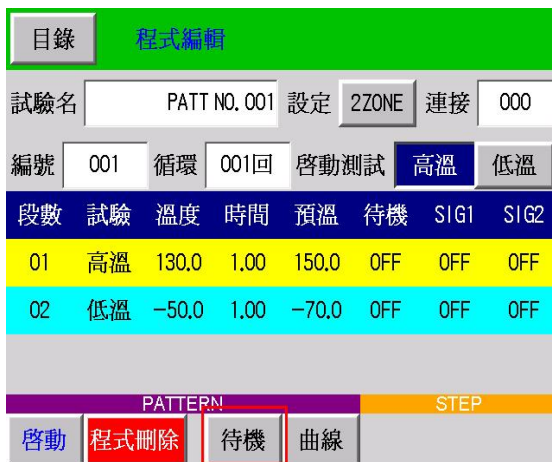 目錄 程式編輯
試驗名 PATT NO.001 設定 2ZONE 連接 000
編號 001 循環 001回 啓動測試 高溫 低溫
段數 試驗 溫度 時間 預溫 待機 SIG1 SIG2
01 高溫 130.0 1.00 150.0 OFF OFF OFF
02 低溫 -50.0 1.00 -70.0 OFF OFF OFF
PATTERN STEP
啓動 程式刪除 待機 曲線